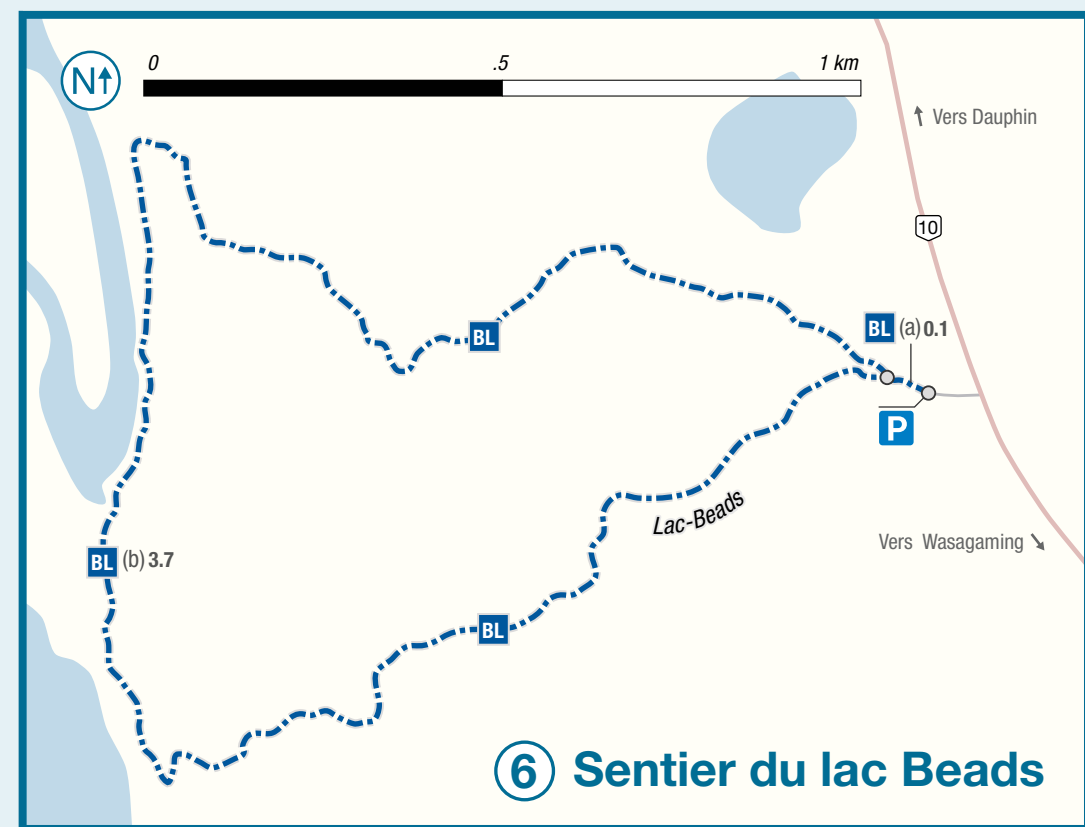 N
0 .5 1 km
Vers Dauphin
10
BL (a) 0.1
BL
P
Lac-Beads
Vers Wasagaming
BL (b) 3.7
BL
6 Sentier du lac Beads